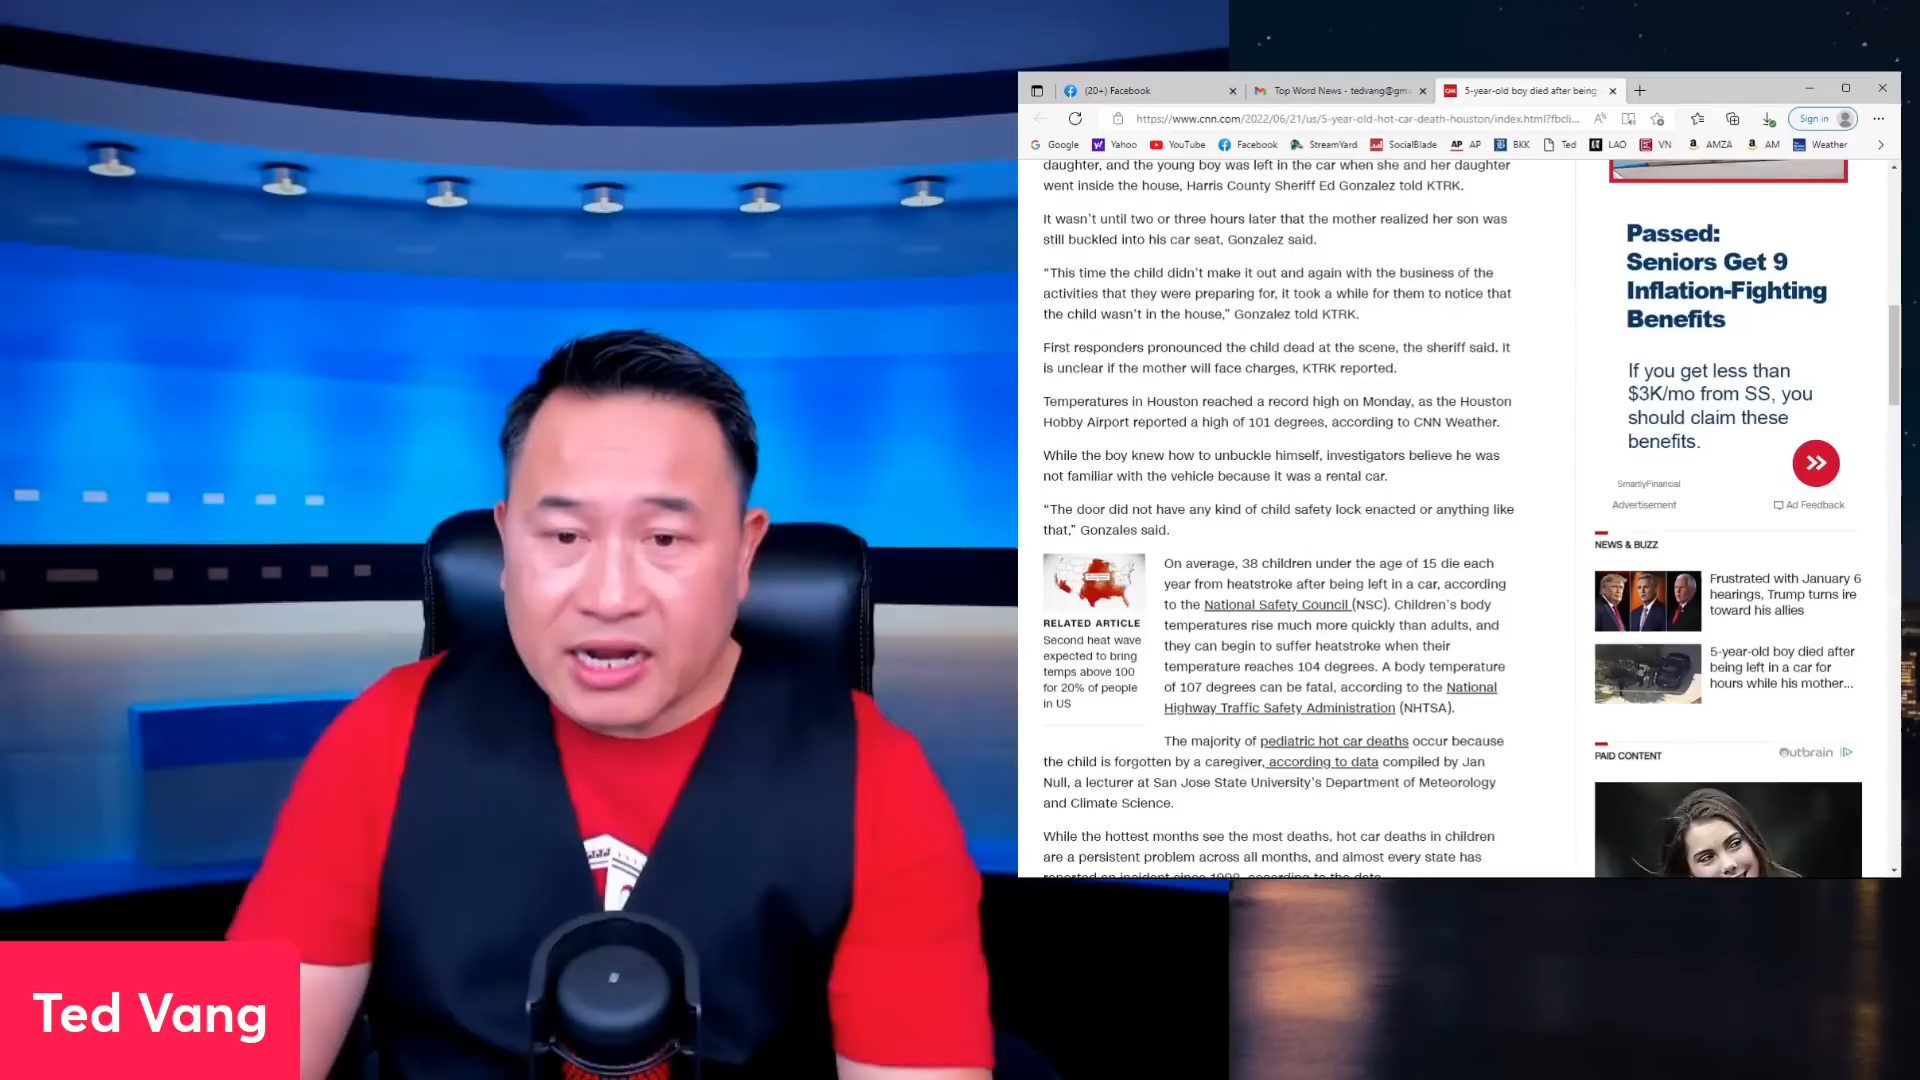 (20+) Facebook
Top Word News - tedvang@gm
5-year-old boy died after being
https://www.cnn.com/2022/06/21/us/5-year-old-hot-car-death-houston/index.html?fbcli...
Sign in
Google
Yahoo
YouTube
Facebook
StreamYard
SocialBlade
AP AP
BKK
Ted
LAO
VN
AMZA
AM
Weather
daughter, and the young boy was left in the car when she and her daughter
went inside the house, Harris County Sheriff Ed Gonzalez told KTRK.
It wasn't until two or three hours later that the mother realized her son was
still buckled into his car seat, Gonzalez said.
“This time the child didn't make it out and again with the business of the
activities that they were preparing for, it took a while for them to notice that
the child wasn't in the house,” Gonzalez told KTRK.
First responders pronounced the child dead at the scene, the sheriff said. It
is unclear if the mother will face charges, KTRK reported.
Temperatures in Houston reached a record high on Monday, as the Houston
Hobby Airport reported a high of 101 degrees, according to CNN Weather.
While the boy knew how to unbuckle himself, investigators believe he was
not familiar with the vehicle because it was a rental car.
“The door did not have any kind of child safety lock enacted or anything like
that,” Gonzales said.
RELATED ARTICLE
Second heat wave
expected to bring
temps above 100
for 20% of people
in US
On average, 38 children under the age of 15 die each
year from heatstroke after being left in a car, according
to the National Safety Council (NSC). Children's body
temperatures rise much more quickly than adults, and
they can begin to suffer heatstroke when their
temperature reaches 104 degrees. A body temperature
of 107 degrees can be fatal, according to the National
Highway Traffic Safety Administration (NHTSA).
The majority of pediatric hot car deaths occur because
the child is forgotten by a caregiver, according to data compiled by Jan
Null, a lecturer at San Jose State University's Department of Meteorology
and Climate Science.
While the hottest months see the most deaths, hot car deaths in children
are a persistent problem across all months, and almost every state has
reported an incident since 1998, according to the data.
Passed:
Seniors Get 9
Inflation-Fighting
Benefits
If you get less than
$3K/mo from SS, you
should claim these
benefits.
SmartlyFinancial
Advertisement
Ad Feedback
NEWS & BUZZ
Frustrated with January 6
hearings, Trump turns ire
toward his allies
5-year-old boy died after
being left in a car for
hours while his mother...
PAID CONTENT
Outbrain
Ted Vang